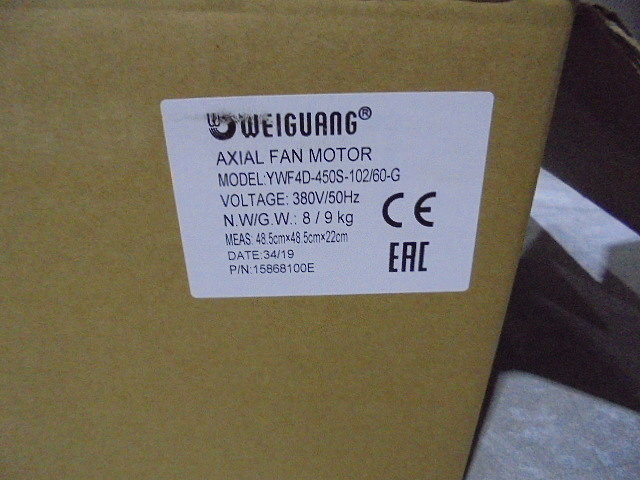 WEIGUANG®
AXIAL FAN MOTOR
MODEL:YWF4D-450S-102/60-G
VOLTAGE: 380V/50Hz
N.W/G.W.: 8 / 9 kg
MEAS: 48.5cm×48.5cm×22cm
DATE:34/19
P/N:15868100E
CE
EAC